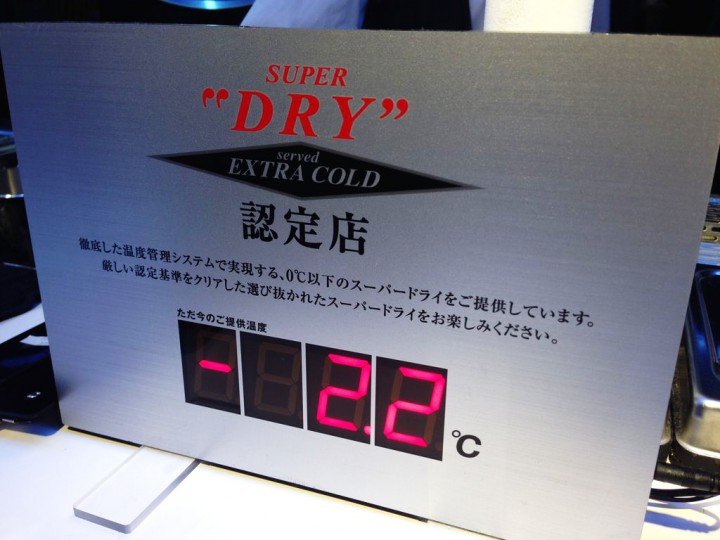 SUPER
"DRY"
served
EXTRA COLD
認定店
徹底した温度管理システムで実現する、0℃以下のスーパードライをご提供しています。
厳しい認定基準をクリアした選び抜かれたスーパードライをお楽しみください。
ただ今のご提供温度
-2.2℃